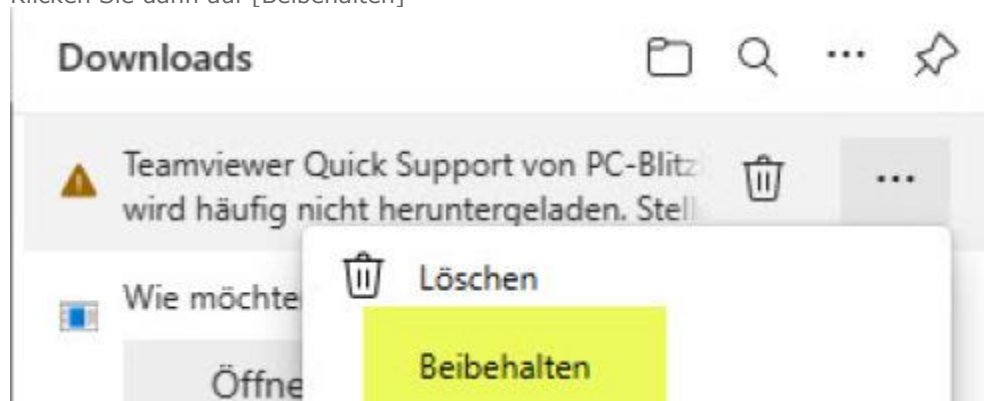 Klicken Sie dann auf [Beibehalten]
Downloads
Teamviewer Quick Support von PC-Blitz
wird häufig nicht heruntergeladen. Stell
Löschen
Wie möchte
Beibehalten
Öffne